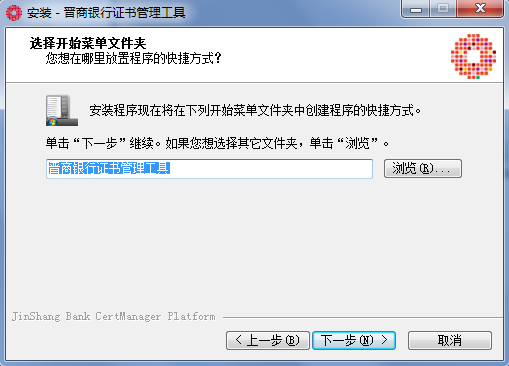 安装 - 晋商银行证书管理工具
选择开始菜单文件夹
您想在哪里放置程序的快捷方式？
安装程序现在将在下列开始菜单文件夹中创建程序的快捷方式。
单击“下一步”继续。如果您想选择其它文件夹，单击“浏览”。
晋商银行证书管理工具
浏览(R)...
JinShang Bank CertManager Platform
< 上一步(B)
下一步(N) >
取消